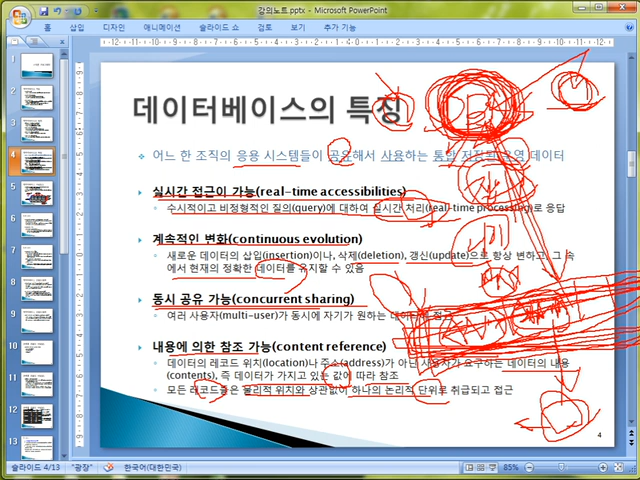 강의노트.pptx - Microsoft PowerPoint
홈 삽입 디자인 애니메이션 슬라이드 쇼 검토 보기 추가 기능
데이터베이스의 특징
어느 한 조직의 응용 시스템들이 공유해서 사용하는 통합 저장된 운영 데이터
실시간 접근이 가능(real-time accessibilities)
수시적이고 비정형적인 질의(query)에 대하여 실시간 처리(real-time processing)로 응답
계속적인 변화(continuous evolution)
새로운 데이터의 삽입(insertion)이나, 삭제(deletion), 갱신(update)으로 항상 변하고, 그 속
에서 현재의 정확한 데이터를 유지할 수 있음
동시 공유 가능(concurrent sharing)
여러 사용자(multi-user)가 동시에 자기가 원하는 데이터에 접근
내용에 의한 참조 가능(content reference)
데이터의 레코드 위치(location)나 주소(address)가 아닌 사용자가 요구하는 데이터의 내용
(contents), 즉 데이터가 가지고 있는 값에 따라 참조
모든 레코드들은 물리적 위치와 상관없이 하나의 논리적 단위로 취급되고 접근
4
슬라이드 4/13 "광장" 한국어(대한민국) 85%